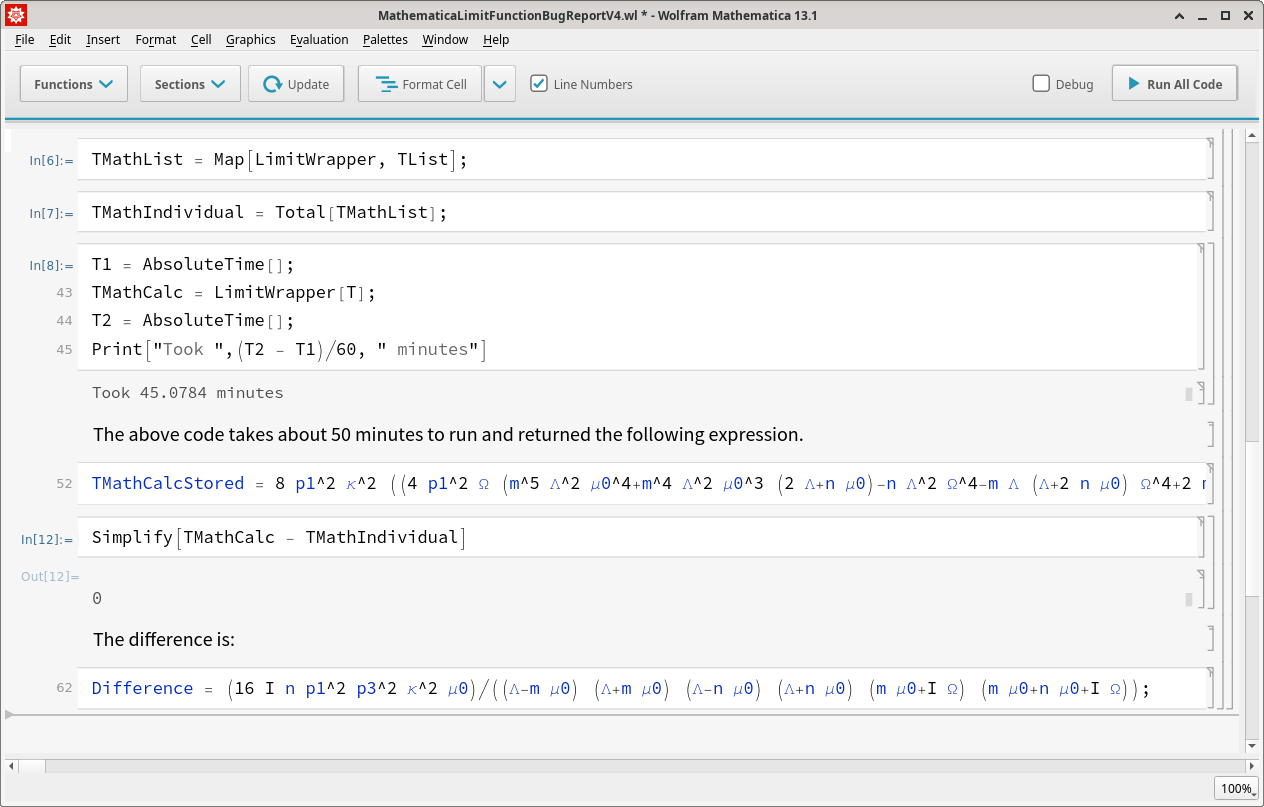 MathematicaLimitFunctionBugReportV4.wl * - Wolfram Mathematica 13.1
File Edit Insert Format Cell Graphics Evaluation Palettes Window Help
Functions Sections Update Format Cell Line Numbers Debug Run All Code
In[6]:= TMathList = Map[LimitWrapper, TList];
In[7]:= TMathIndividual = Total[TMathList];
In[8]:= T1 = AbsoluteTime[];
43 TMathCalc = LimitWrapper[T];
44 T2 = AbsoluteTime[];
45 Print["Took ",(T2 - T1)/60, " minutes"]
Took 45.0784 minutes
The above code takes about 50 minutes to run and returned the following expression.
52 TMathCalcStored = 8 p1^2 κ^2 ((4 p1^2 Ω (m^5 Λ^2 μ0^4+m^4 Λ^2 μ0^3 (2 Λ+n μ0)-n Λ^2 Ω^4-m Λ (Λ+2 n μ0) Ω^4+2
In[12]:= Simplify[TMathCalc - TMathIndividual]
Out[12]=
0
The difference is:
62 Difference = (16 I n p1^2 p3^2 κ^2 μ0)/((Λ-m μ0) (Λ+m μ0) (Λ-n μ0) (Λ+n μ0) (m μ0+I Ω) (m μ0+n μ0+I Ω));
100%